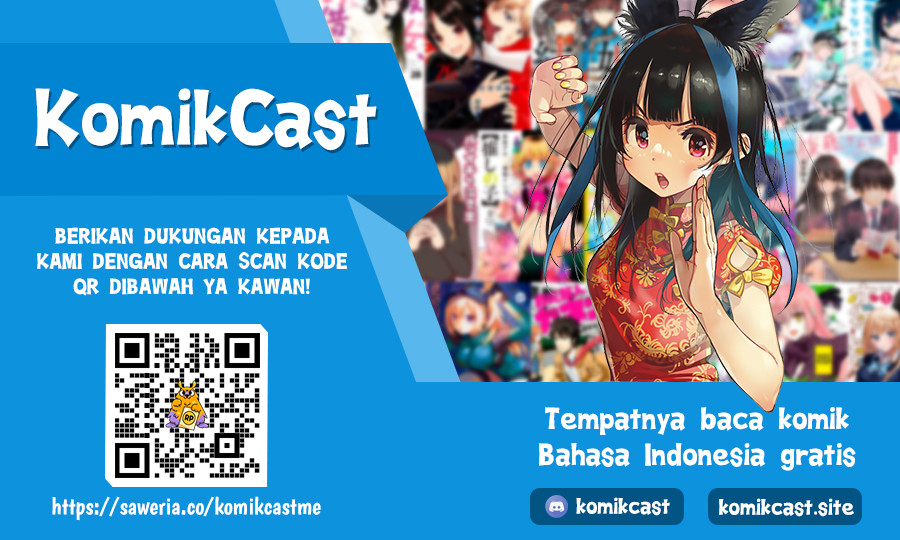 KomikCast
BERIKAN DUKUNGAN KEPADA
KAMI DENGAN CARA SCAN KODE
QR DIBAWAH YA KAWAN!
RP
https://saweria.co/komikcastme
Tempatnya baca komik
Bahasa Indonesia gratis
komikcast
komikcast.site